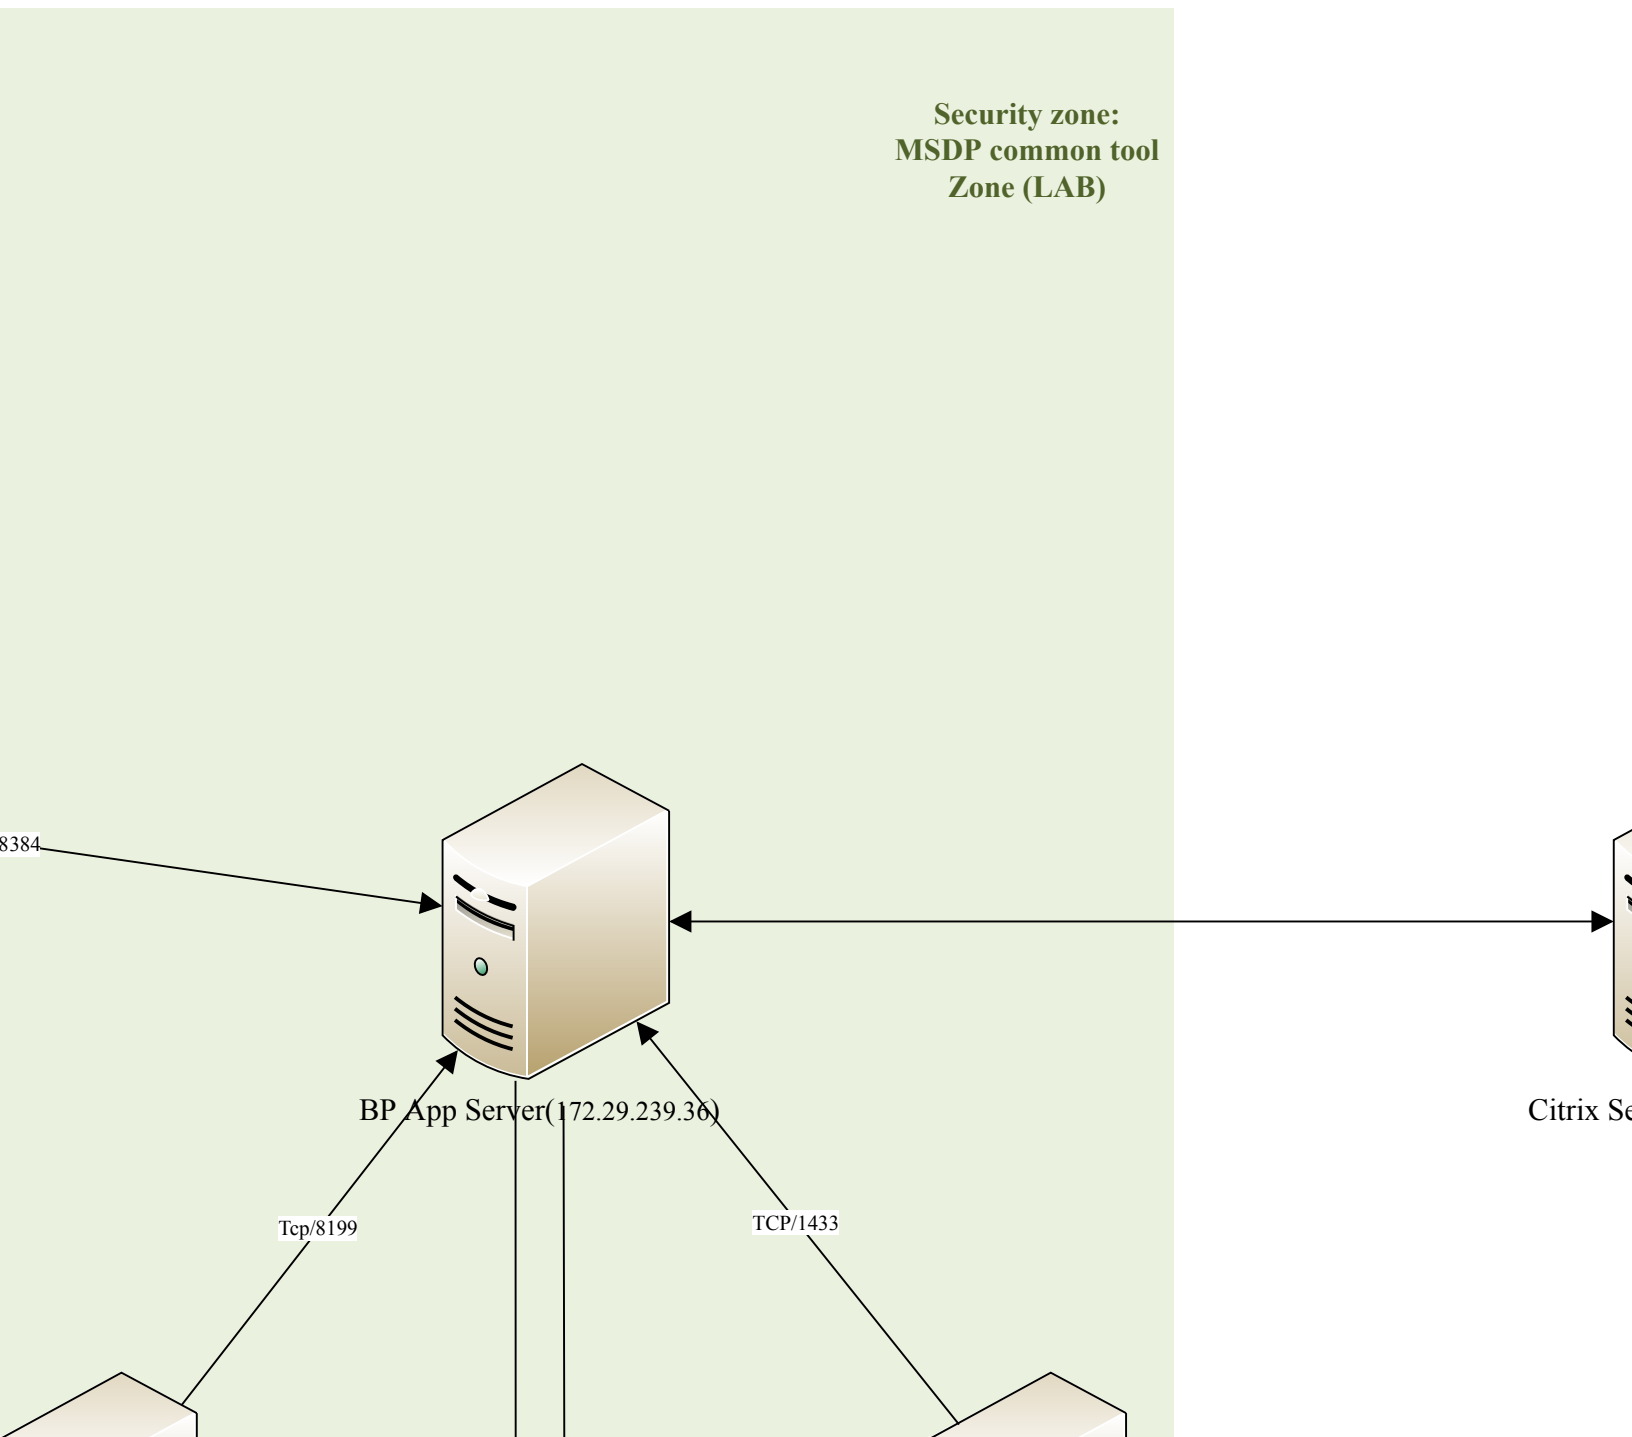 Security zone:
MSDP common tool
Zone (LAB)
8384
BP App Server(172.29.239.36)
Citrix
Tcp/8199
TCP/1433